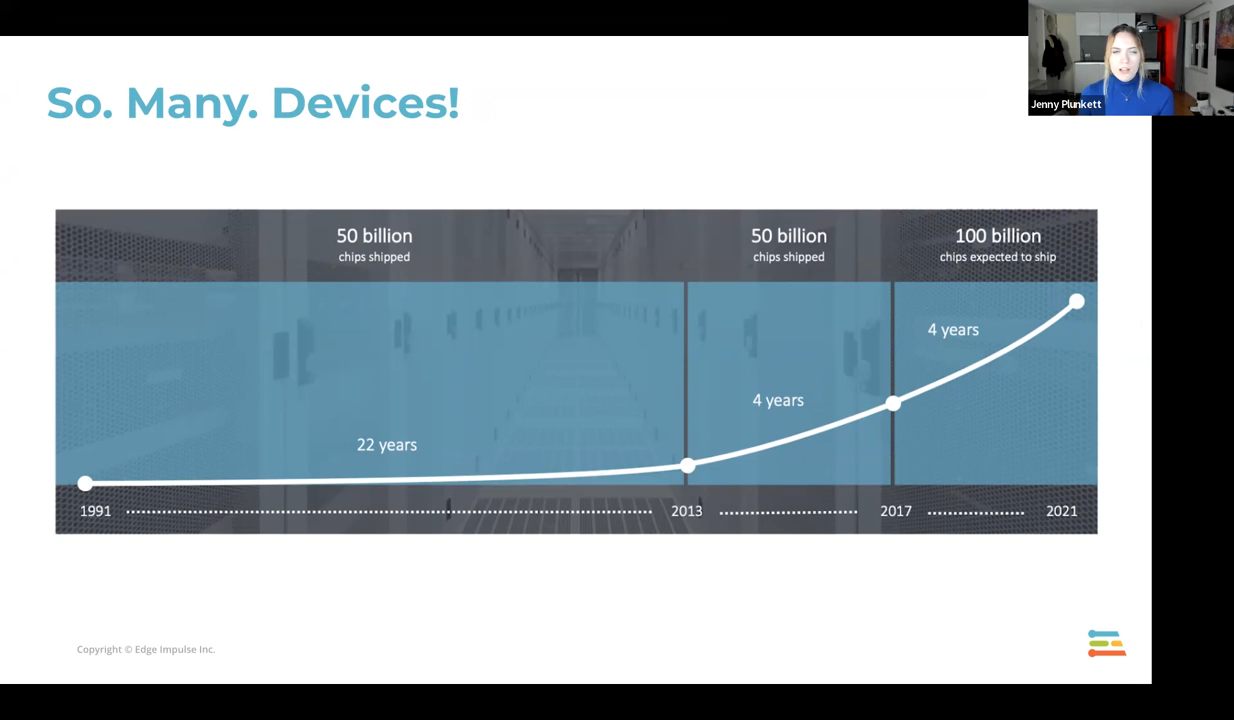 So. Many. Devices!
Jenny Plunkett
50 billion
chips shipped
50 billion
chips shipped
100 billion
chips expected to ship
4 years
4 years
22 years
1991
2013
2017
2021
Copyright © Edge Impulse Inc.